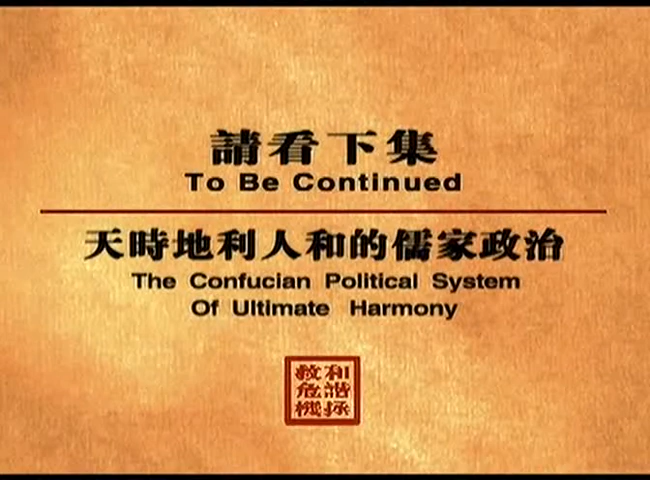 請看下集
To Be Continued
天時地利人和的儒家政治
The Confucian Political System
Of Ultimate Harmony
和諧拯
救危機